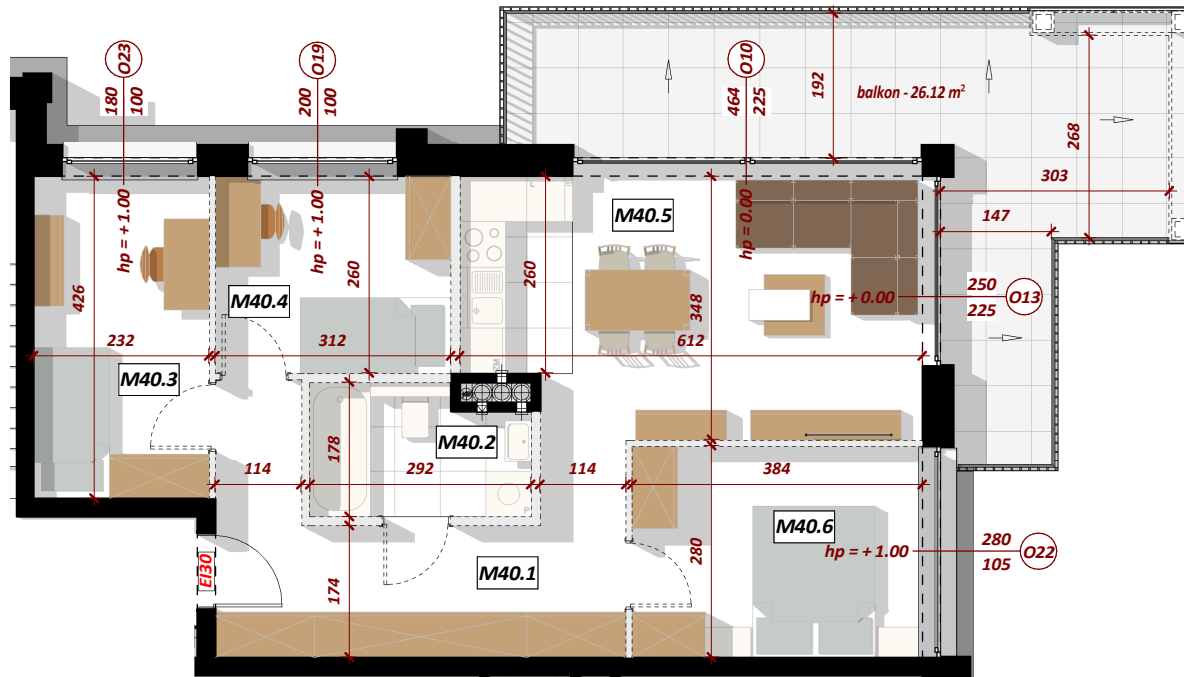 O23
180
100
O19
200
100
O10
464
225
192
balkon - 26.12 m²
268
303
147
hp = + 1.00
hp = + 1.00
hp = 0.00
M40.5
426
260
260
348
M40.4
hp = + 0.00
250
225
O13
232
312
612
M40.3
M40.2
178
114
292
114
384
M40.6
hp = + 1.00
280
105
O22
280
EI30
M40.1
174